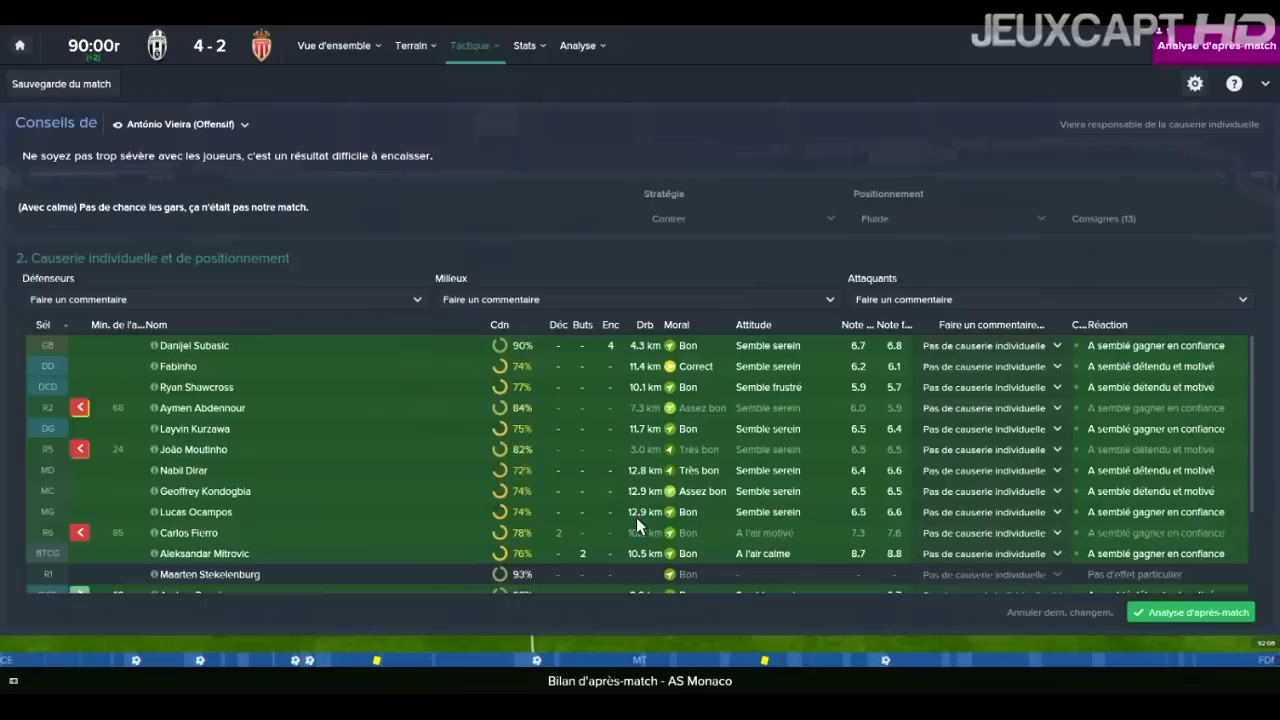 JEUXCAPT HD
90:00r 4 - 2 Vue d'ensemble Terrain Tactique Stats Analyse Analyse d'après-match
(+2)
Sauvegarde du match
Conseils de António Vieira (Offensif) Vieira responsable de la causerie individuelle
Ne soyez pas trop sévère avec les joueurs, c'est un résultat difficile à encaisser.
Stratégie Positionnement
(Avec calme) Pas de chance les gars, ça n'était pas notre match. Contrer Fluide Consignes (13)
2. Causerie individuelle et de positionnement
Défenseurs Milieux Attaquants
Faire un commentaire Faire un commentaire Faire un commentaire
Sél Min. de l'a... Nom Cdn Déc Buts Enc Drb Moral Attitude Note ... Note f... Faire un commentaire... C... Réaction
GB Danijel Subasic 90% - - 4 4.3 km Bon Semble serein 6.7 6.8 Pas de causerie individuelle A semblé gagner en confiance
DD Fabinho 74% - - - 11.4 km Correct Semble serein 6.2 6.1 Pas de causerie individuelle A semblé détendu et motivé
DCD Ryan Shawcross 77% - - - 10.1 km Bon Semble frustré 5.9 5.7 Pas de causerie individuelle A semblé détendu et motivé
R2 68 Aymen Abdennour 84% - - - 7.3 km Assez bon Semble serein 6.0 5.9 Pas de causerie individuelle A semblé gagner en confiance
DG Layvin Kurzawa 75% - - - 11.7 km Bon Semble serein 6.5 6.4 Pas de causerie individuelle A semblé gagner en confiance
R5 24 João Moutinho 82% - - - 3.0 km Très bon Semble serein 6.5 6.5 Pas de causerie individuelle A semblé détendu et motivé
MD Nabil Dirar 72% - - - 12.8 km Très bon Semble serein 6.4 6.6 Pas de causerie individuelle A semblé détendu et motivé
MC Geoffrey Kondogbia 74% - - - 12.9 km Assez bon Semble serein 6.5 6.5 Pas de causerie individuelle A semblé détendu et motivé
MG Lucas Ocampos 74% - - - 12.9 km Bon Semble serein 6.5 6.6 Pas de causerie individuelle A semblé gagner en confiance
R6 85 Carlos Fierro 78% 2 - - km Bon A l'air motivé 7.3 7.6 Pas de causerie individuelle A semblé gagner en confiance
BTCG Aleksandar Mitrovic 76% - 2 - 10.5 km Bon A l'air calme 8.7 8.8 Pas de causerie individuelle A semblé gagner en confiance
R1 Maarten Stekelenburg 93% - - - Bon - - - Pas de causerie individuelle Pas d'effet particulier
Annuler dern. changem. Analyse d'après-match
92:08
CE MT FDM
Bilan d'après-match - AS Monaco